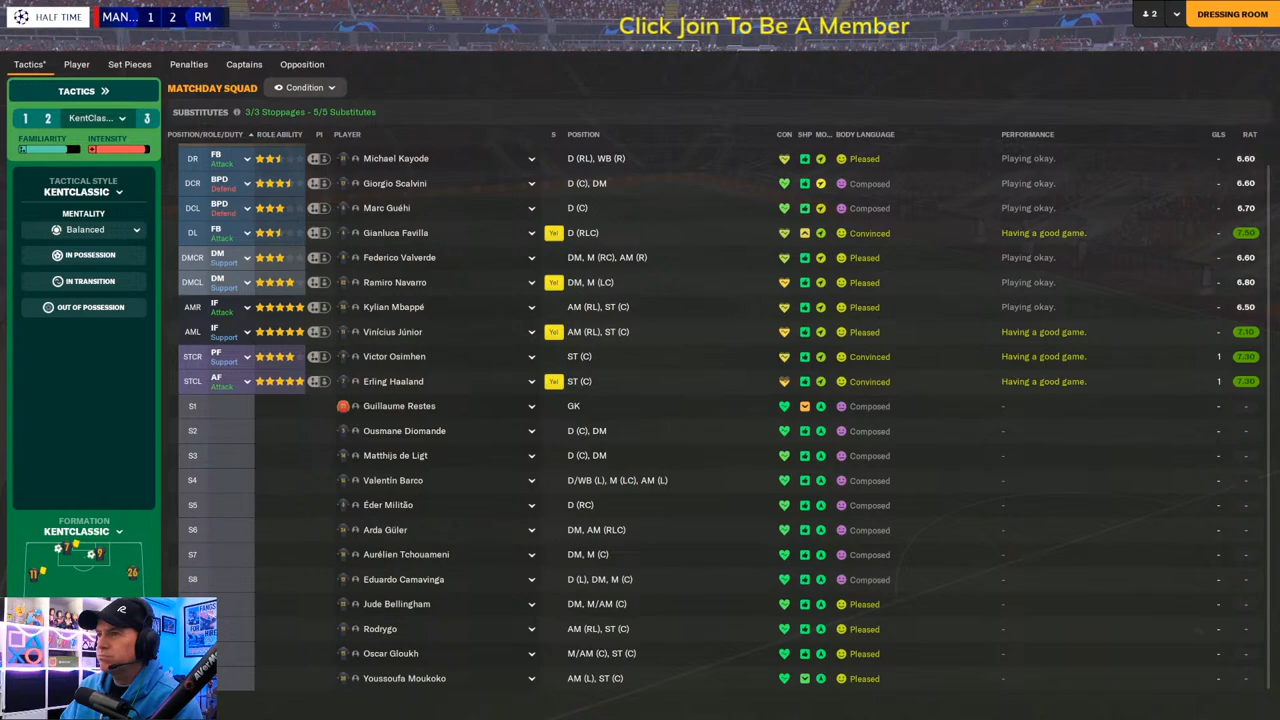 HALF TIME
MAN... 1 2 RM
Click Join To Be A Member
2
DRESSING ROOM
Tactics* Player Set Pieces Penalties Captains Opposition
TACTICS
1 2 KentClas... 3
FAMILIARITY INTENSITY
TACTICAL STYLE
KENTCLASSIC
MENTALITY
Balanced
IN POSSESSION
IN TRANSITION
OUT OF POSSESSION
FORMATION
KENTCLASSIC
7 9
11 26
MATCHDAY SQUAD Condition
SUBSTITUTES 3/3 Stoppages - 5/5 Substitutes
POSITION/ROLE/DUTY ROLE ABILITY PI PLAYER S POSITION CON SHP MO... BODY LANGUAGE PERFORMANCE GLS RAT
DR FB Attack Michael Kayode D (RL), WB (R) Pleased Playing okay. - 6.60
DCR BPD Defend Giorgio Scalvini D (C), DM Composed Playing okay. - 6.60
DCL BPD Defend Marc Guéhi D (C) Composed Playing okay. - 6.70
DL FB Attack Gianluca Favilla Yel D (RLC) Convinced Having a good game. - 7.50
DMCR DM Support Federico Valverde DM, M (RC), AM (R) Pleased Playing okay. - 6.60
DMCL DM Support Ramiro Navarro Yel DM, M (LC) Pleased Playing okay. - 6.80
AMR IF Attack Kylian Mbappé AM (RL), ST (C) Pleased Playing okay. - 6.50
AML IF Support Vinícius Júnior Yel AM (RL), ST (C) Pleased Having a good game. - 7.10
STCR PF Support Victor Osimhen ST (C) Convinced Having a good game. 1 7.30
STCL AF Attack Erling Haaland Yel ST (C) Convinced Having a good game. 1 7.30
S1 Guillaume Restes GK Composed - - -
S2 Ousmane Diomande D (C), DM Composed - - -
S3 Matthijs de Ligt D (C), DM Composed - - -
S4 Valentín Barco D/WB (L), M (LC), AM (L) Composed - - -
S5 Éder Militão D (RC) Composed - - -
S6 Arda Güler DM, AM (RLC) Composed - - -
S7 Aurélien Tchouameni DM, M (C) Composed - - -
S8 Eduardo Camavinga D (L), DM, M (C) Composed - - -
Jude Bellingham DM, M/AM (C) Pleased - - -
Rodrygo AM (RL), ST (C) Pleased - - -
Oscar Gloukh M/AM (C), ST (C) Pleased - - -
Youssoufa Moukoko AM (L), ST (C) Pleased - - -
FANGS
HIRE
AVerMe